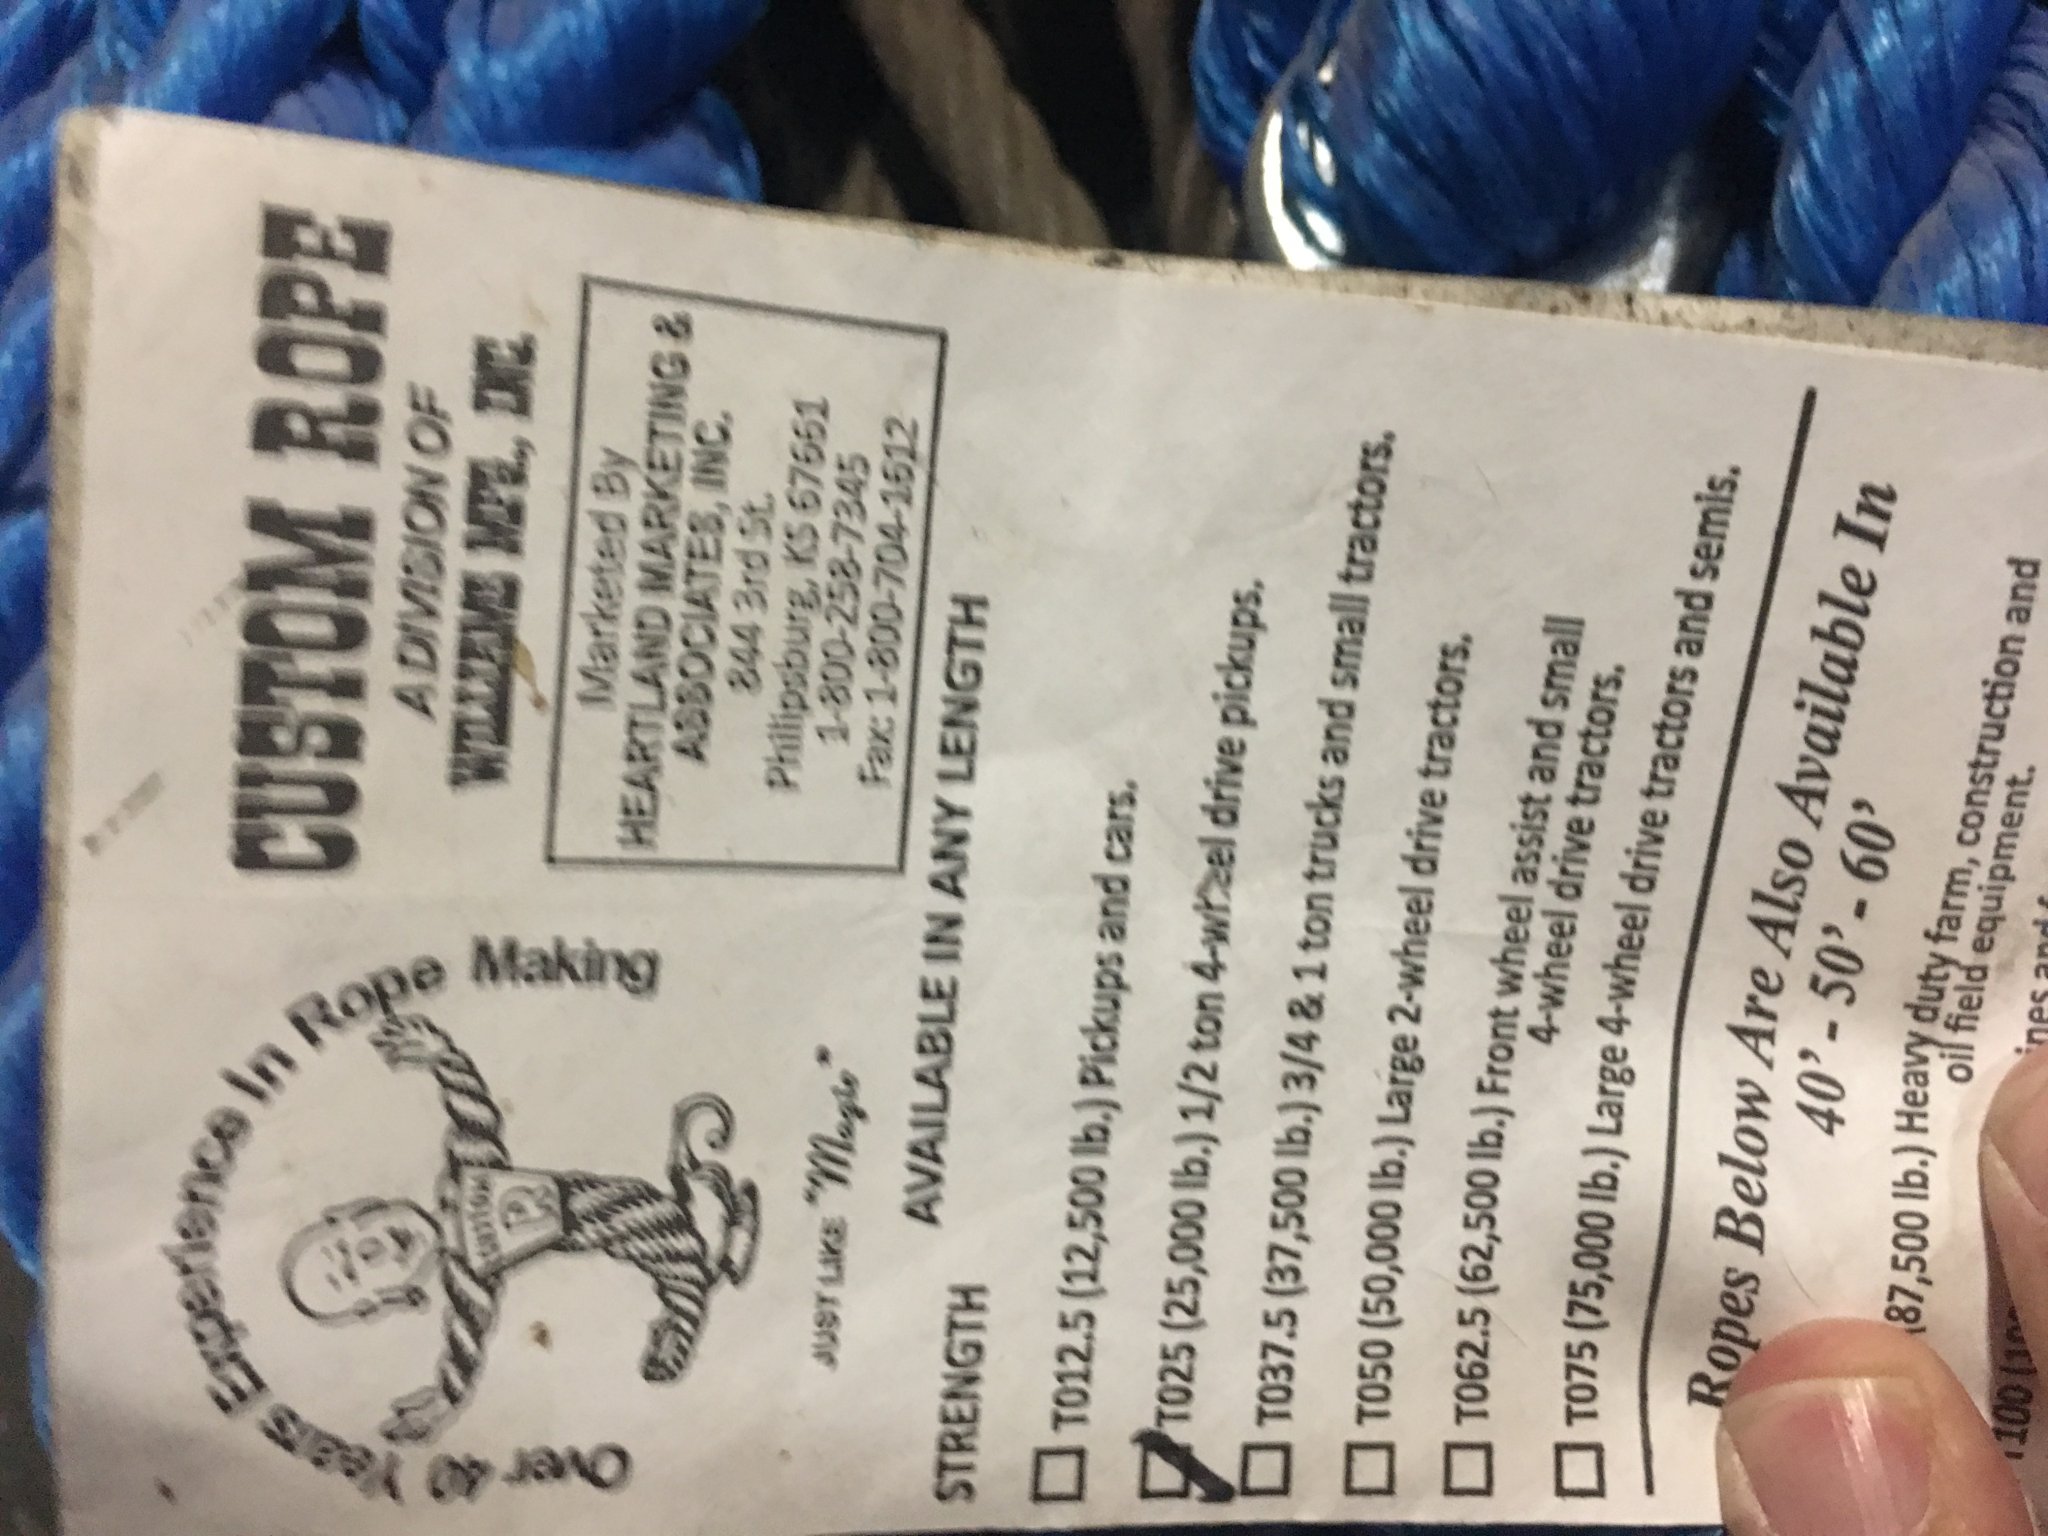 Over 40 Years Experience In Rope Making
CUSTOM
R
JUST LIKE "Magic"
CUSTOM ROPE
A DIVISION OF
WILLEMS MFG., INC.
Marketed By
HEARTLAND MARKETING &
ASSOCIATES, INC.
844 3rd St.
Philipsburg, KS 67661
1-800-258-7345
Fax: 1-800-704-1612
STRENGTH AVAILABLE IN ANY LENGTH
T012.5 (12,500 lb.) Pickups and cars.
T025 (25,000 lb.) 1/2 ton 4-wheel drive pickups.
T037.5 (37,500 lb.) 3/4 & 1 ton trucks and small tractors.
T050 (50,000 lb.) Large 2-wheel drive tractors.
T062.5 (62,500 lb.) Front wheel assist and small
4-wheel drive tractors.
T075 (75,000 lb.) Large 4-wheel drive tractors and semis.
Ropes Below Are Also Available In
40' - 50' - 60'
(87,500 lb.) Heavy duty farm, construction and
oil field equipment.